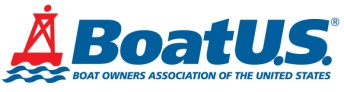 BoatU.S.®
BOAT OWNERS ASSOCIATION OF THE UNITED STATES